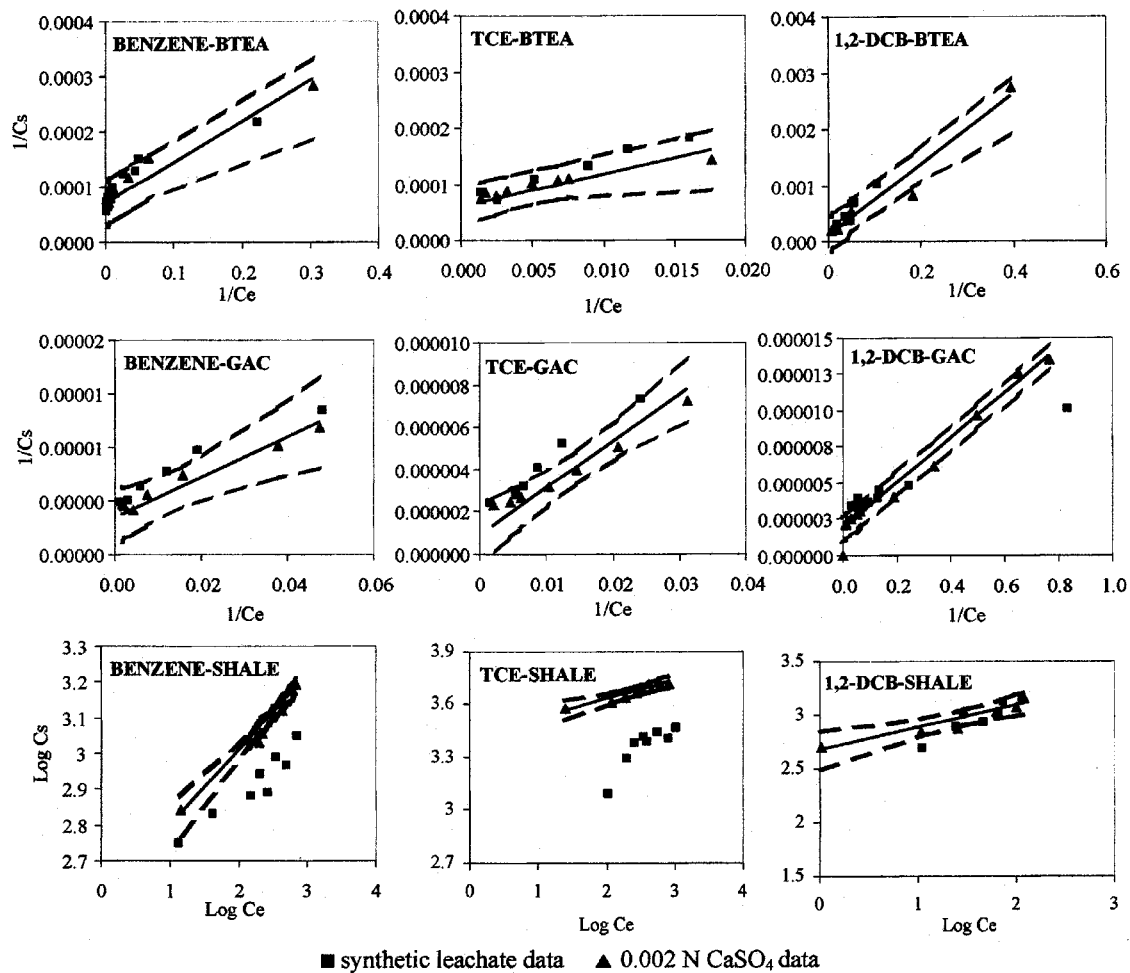 BENZENE-BTEA
1/Cs
0.0004
0.0003
0.0002
0.0001
0.0000
0 0.1 0.2 0.3 0.4
1/Ce
TCE-BTEA
0.0004
0.0003
0.0002
0.0001
0.0000
0.000 0.005 0.010 0.015 0.020
1/Ce
1,2-DCB-BTEA
0.003
0.002
0.001
0.000
0 0.2 0.4 0.6
1/Ce
BENZENE-GAC
1/Cs
0.00002
0.00001
0.00001
0.00000
0.00000
0.00 0.02 0.04 0.06
1/Ce
TCE-GAC
0.000010
0.000008
0.000006
0.000004
0.000002
0.000000
0 0.01 0.02 0.03 0.04
1/Ce
1,2-DCB-GAC
0.000015
0.000013
0.000010
0.000008
0.000005
0.000003
0.000000
0.0 0.2 0.4 0.6 0.8 1.0
1/Ce
BENZENE-SHALE
Log Cs
3.3
3.2
3.1
3.0
2.9
2.8
2.7
0 1 2 3 4
Log Ce
TCE-SHALE
3.9
3.6
3.3
3.0
2.7
0 1 2 3 4
Log Ce
1,2-DCB-SHALE
3.5
3
2.5
2
1.5
0 1 2 3
Log Ce
synthetic leachate data 0.002 N CaSO₄ data